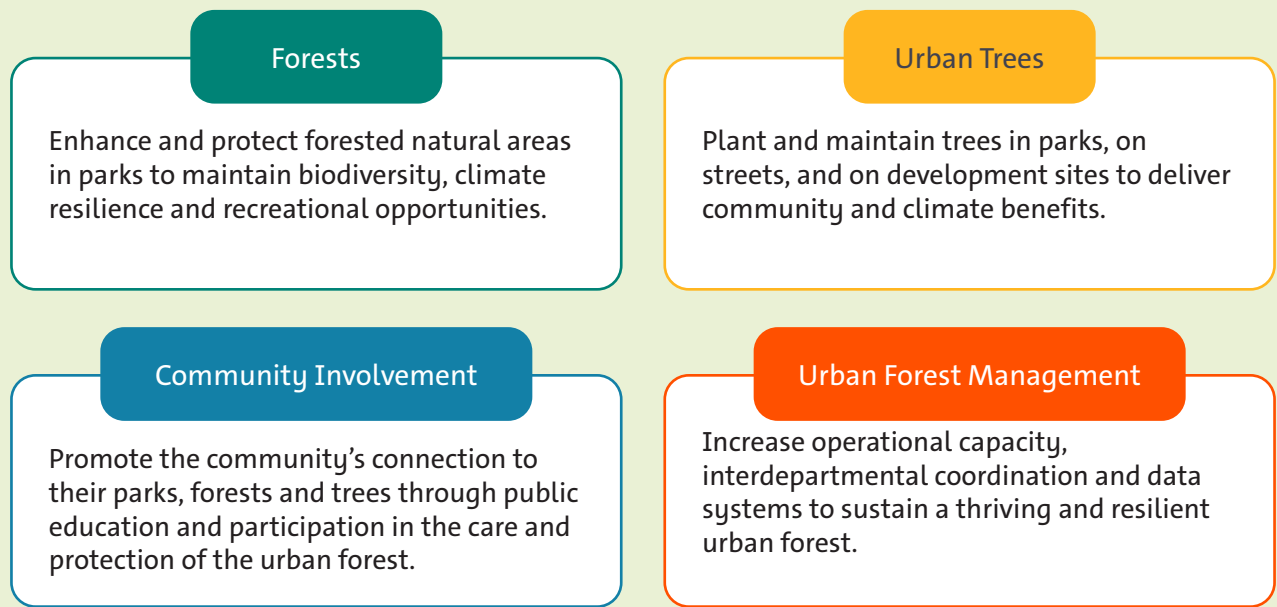 Forests
Enhance and protect forested natural areas
in parks to maintain biodiversity, climate
resilience and recreational opportunities.
Urban Trees
Plant and maintain trees in parks, on
streets, and on development sites to deliver
community and climate benefits.
Community Involvement
Promote the community’s connection to
their parks, forests and trees through public
education and participation in the care and
protection of the urban forest.
Urban Forest Management
Increase operational capacity,
interdepartmental coordination and data
systems to sustain a thriving and resilient
urban forest.